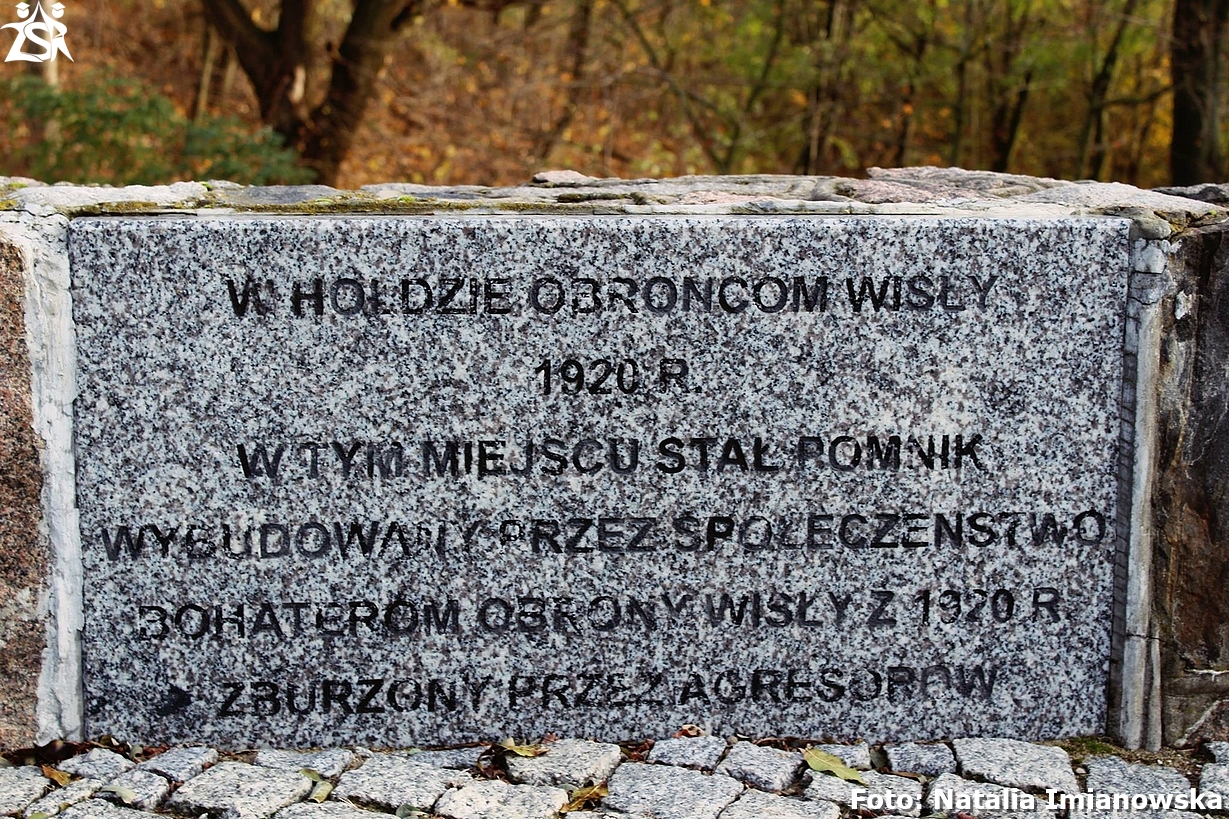 ZSR
W HOŁDZIE OBROŃCOM WISŁY
1920 R.
W TYM MIEJSCU STAŁ POMNIK
WYBUDOWANY PRZEZ SPOŁECZEŃSTWO
BOHATEROM OBRONY WISŁY Z 1920 R
ZBURZONY PRZEZ AGRESORÓW
Foto: Natalia Imianowska